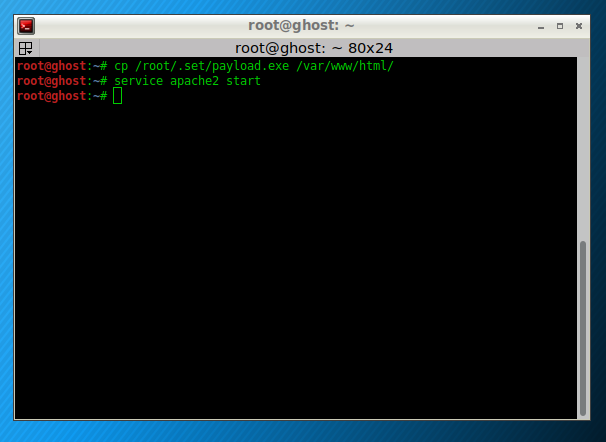 root@ghost: ~
root@ghost: ~ 80x24
root@ghost:~# cp /root/.set/payload.exe /var/www/html/
root@ghost:~# service apache2 start
root@ghost:~#